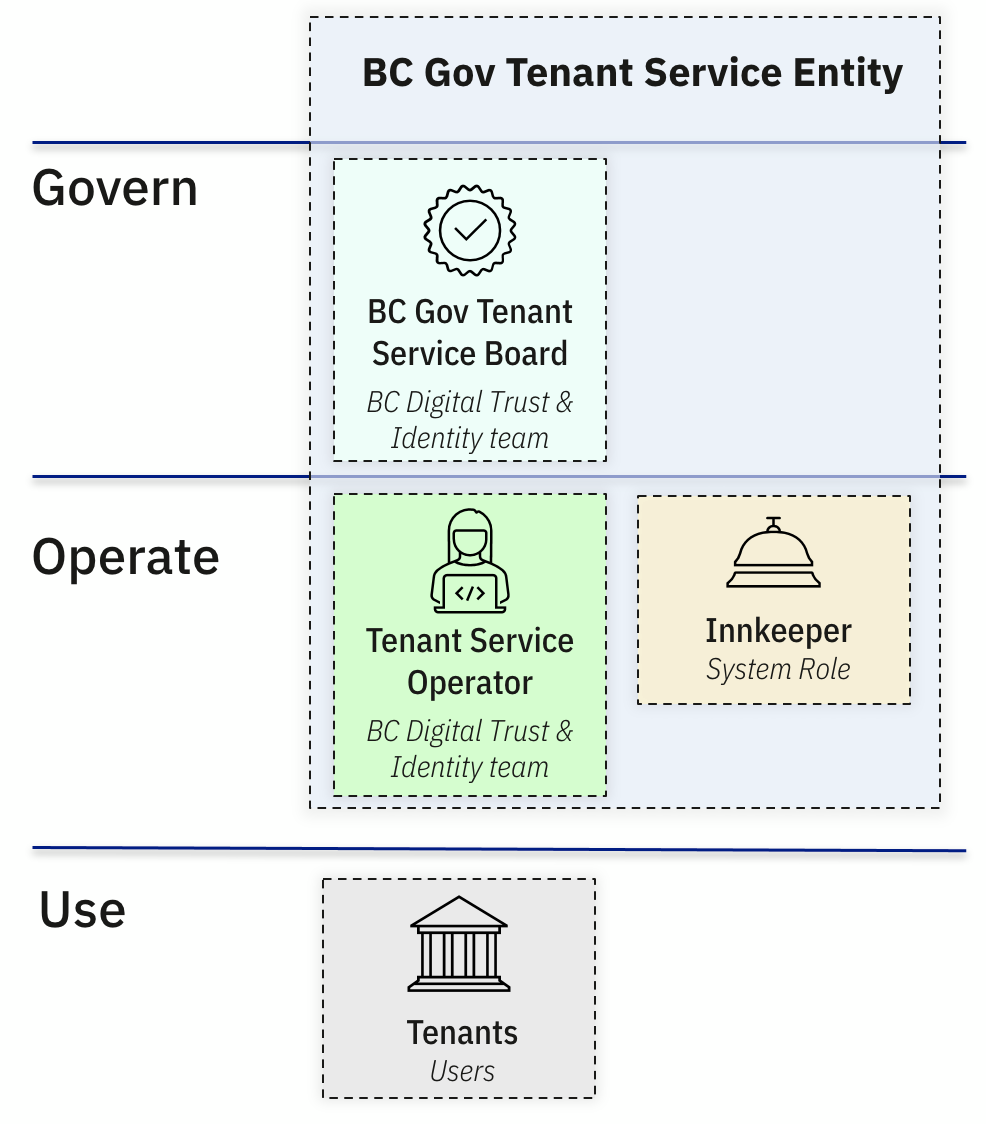 BC Gov Tenant Service Entity
Govern
BC Gov Tenant
Service Board
BC Digital Trust &
Identity team
Operate
Tenant Service
Operator
BC Digital Trust &
Identity team
Innkeeper
System Role
Use
Tenants
Users